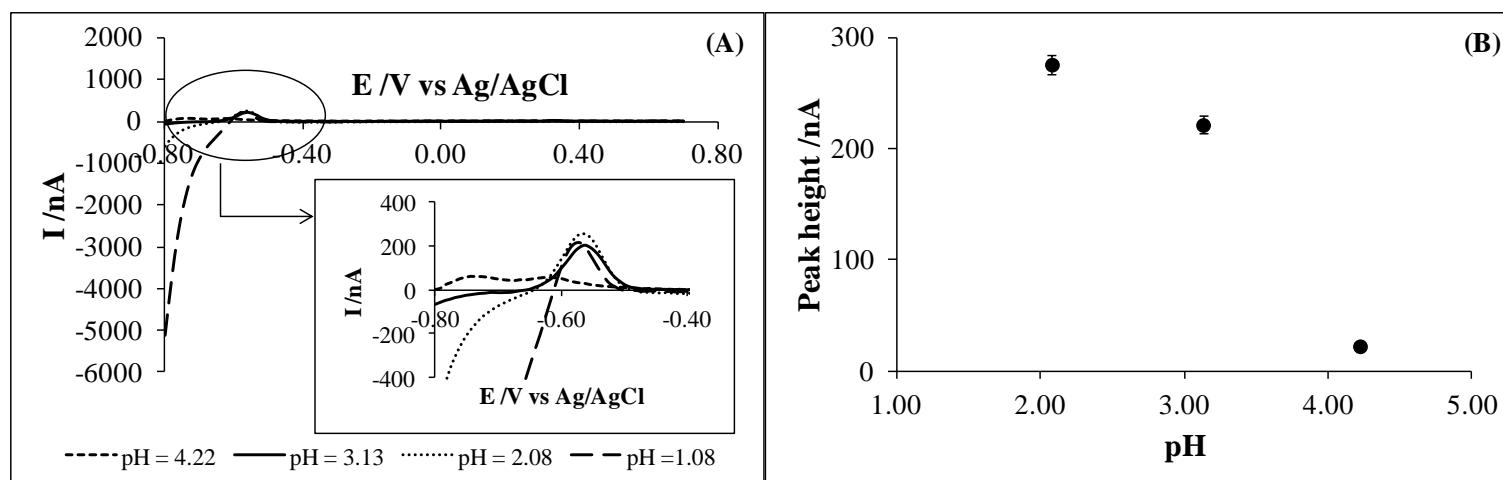 (A)
I /nA
2000
1000
0
-1000
-2000
-3000
-4000
-5000
-6000
E /V vs Ag/AgCl
-0.80 -0.40 0.00 0.40 0.80
I /nA
400
200
0
-200
-400
-0.80 -0.60 -0.40
E /V vs Ag/AgCl
pH = 4.22 pH = 3.13 pH = 2.08 pH =1.08
(B)
Peak height /nA
300
200
100
0
1.00 2.00 3.00 4.00 5.00
pH